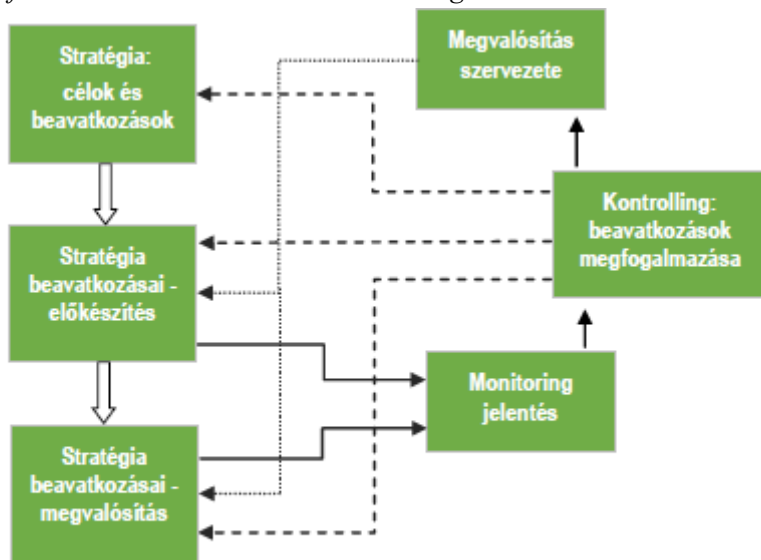 Stratégia:
célok és
beavatkozások
Megvalósítás
szervezete
Kontrolling:
beavatkozások
megfogalmazása
Stratégia
beavatkozásai -
előkészítés
Monitoring
jelentés
Stratégia
beavatkozásai -
megvalósítás